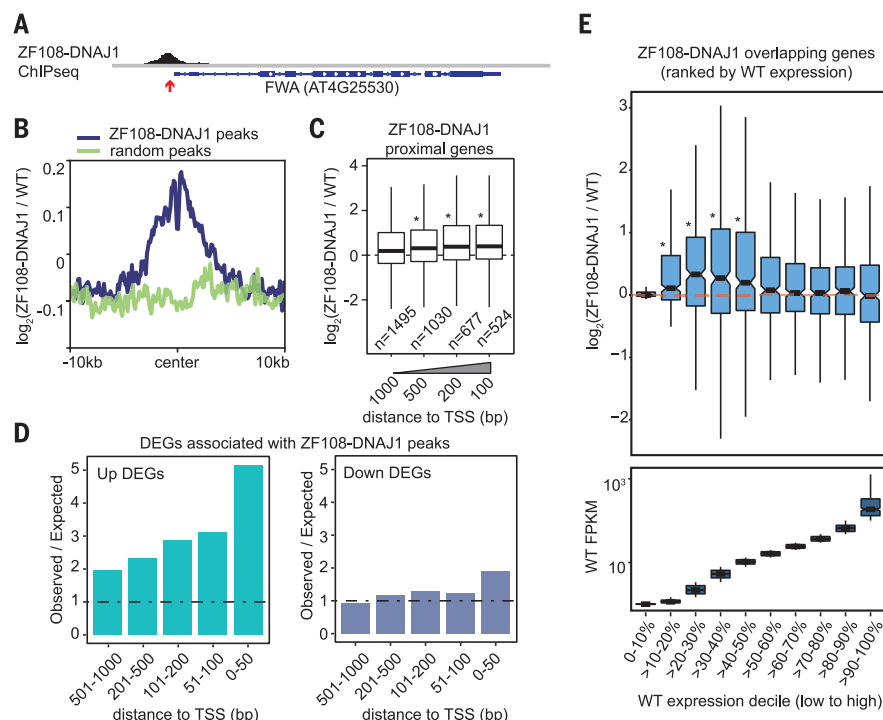 A
ZF108-DNAJ1
ChIPseq
FWA (AT4G25530)
B
ZF108-DNAJ1 peaks
random peaks
log2(ZF108-DNAJ1 / WT)
0.2
0.1
0
-0.1
-10kb
center
10kb
C
ZF108-DNAJ1
proximal genes
log2(ZF108-DNAJ1 / WT)
4
2
0
-2
* * *
n=1495
n=1030
n=677
n=524
1000
500
200
100
distance to TSS (bp)
D
DEGs associated with ZF108-DNAJ1 peaks
Up DEGs
Observed / Expected
5
4
3
2
1
0
501-1000
201-500
101-200
51-100
0-50
distance to TSS (bp)
Down DEGs
Observed / Expected
5
4
3
2
1
0
501-1000
201-500
101-200
51-100
0-50
distance to TSS (bp)
E
ZF108-DNAJ1 overlapping genes
(ranked by WT expression)
log2(ZF108-DNAJ1 / WT)
3
2
1
0
-1
-2
* * * *
WT FPKM
10³
10
0-10%
>10-20%
>20-30%
>30-40%
>40-50%
>50-60%
>60-70%
>70-80%
>80-90%
>90-100%
WT expression decile (low to high)